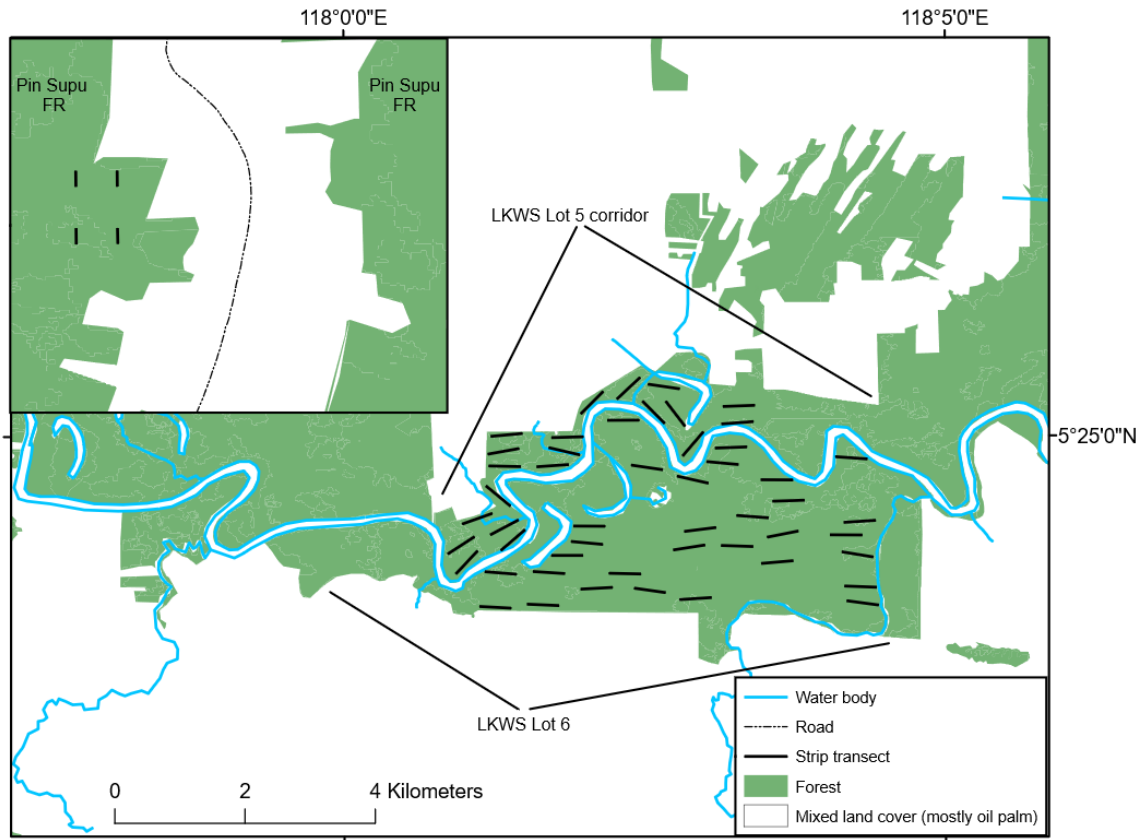 118°0'0"E
118°5'0"E
Pin Supu
FR
Pin Supu
FR
LKWS Lot 5 corridor
5°25'0"N
LKWS Lot 6
0
2
4 Kilometers
Water body
Road
Strip transect
Forest
Mixed land cover (mostly oil palm)